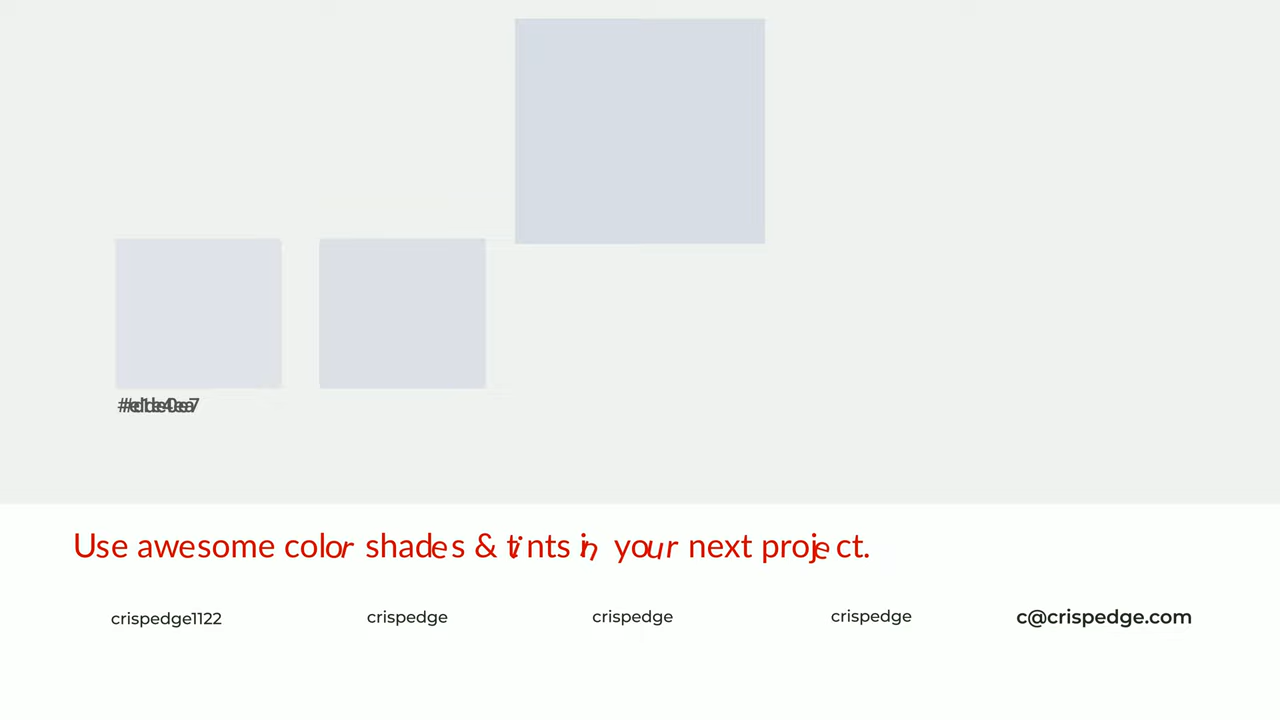 Use awesome color shades & tints in your next project.
crispedge1122 crispedge crispedge crispedge c@crispedge.com